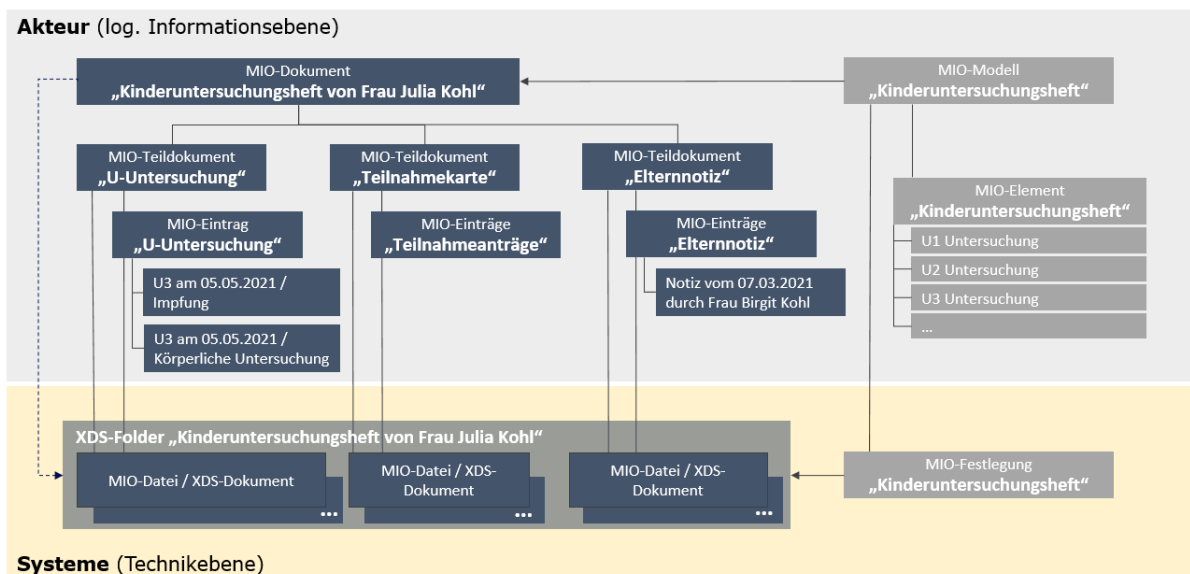 Akteur (log. Informationsebene)
MIO-Dokument
„Kinderuntersuchungsheft von Frau Julia Kohl“
MIO-Modell
„Kinderuntersuchungsheft“
MIO-Teildokument
„U-Untersuchung“
MIO-Teildokument
„Teilnahmekarte“
MIO-Teildokument
„Elternnotiz“
MIO-Element
„Kinderuntersuchungsheft“
U1 Untersuchung
U2 Untersuchung
U3 Untersuchung
...
MIO-Eintrag
„U-Untersuchung“
MIO-Einträge
„Teilnahmeanträge“
MIO-Einträge
„Elternnotiz“
U3 am 05.05.2021 /
Impfung
U3 am 05.05.2021 /
Körperliche Untersuchung
Notiz vom 07.03.2021
durch Frau Birgit Kohl
XDS-Folder „Kinderuntersuchungsheft von Frau Julia Kohl“
MIO-Datei / XDS-Dokument
...
MIO-Datei / XDS-
Dokument
...
MIO-Datei / XDS-
Dokument
...
MIO-Festlegung
„Kinderuntersuchungsheft“
Systeme (Technikebene)